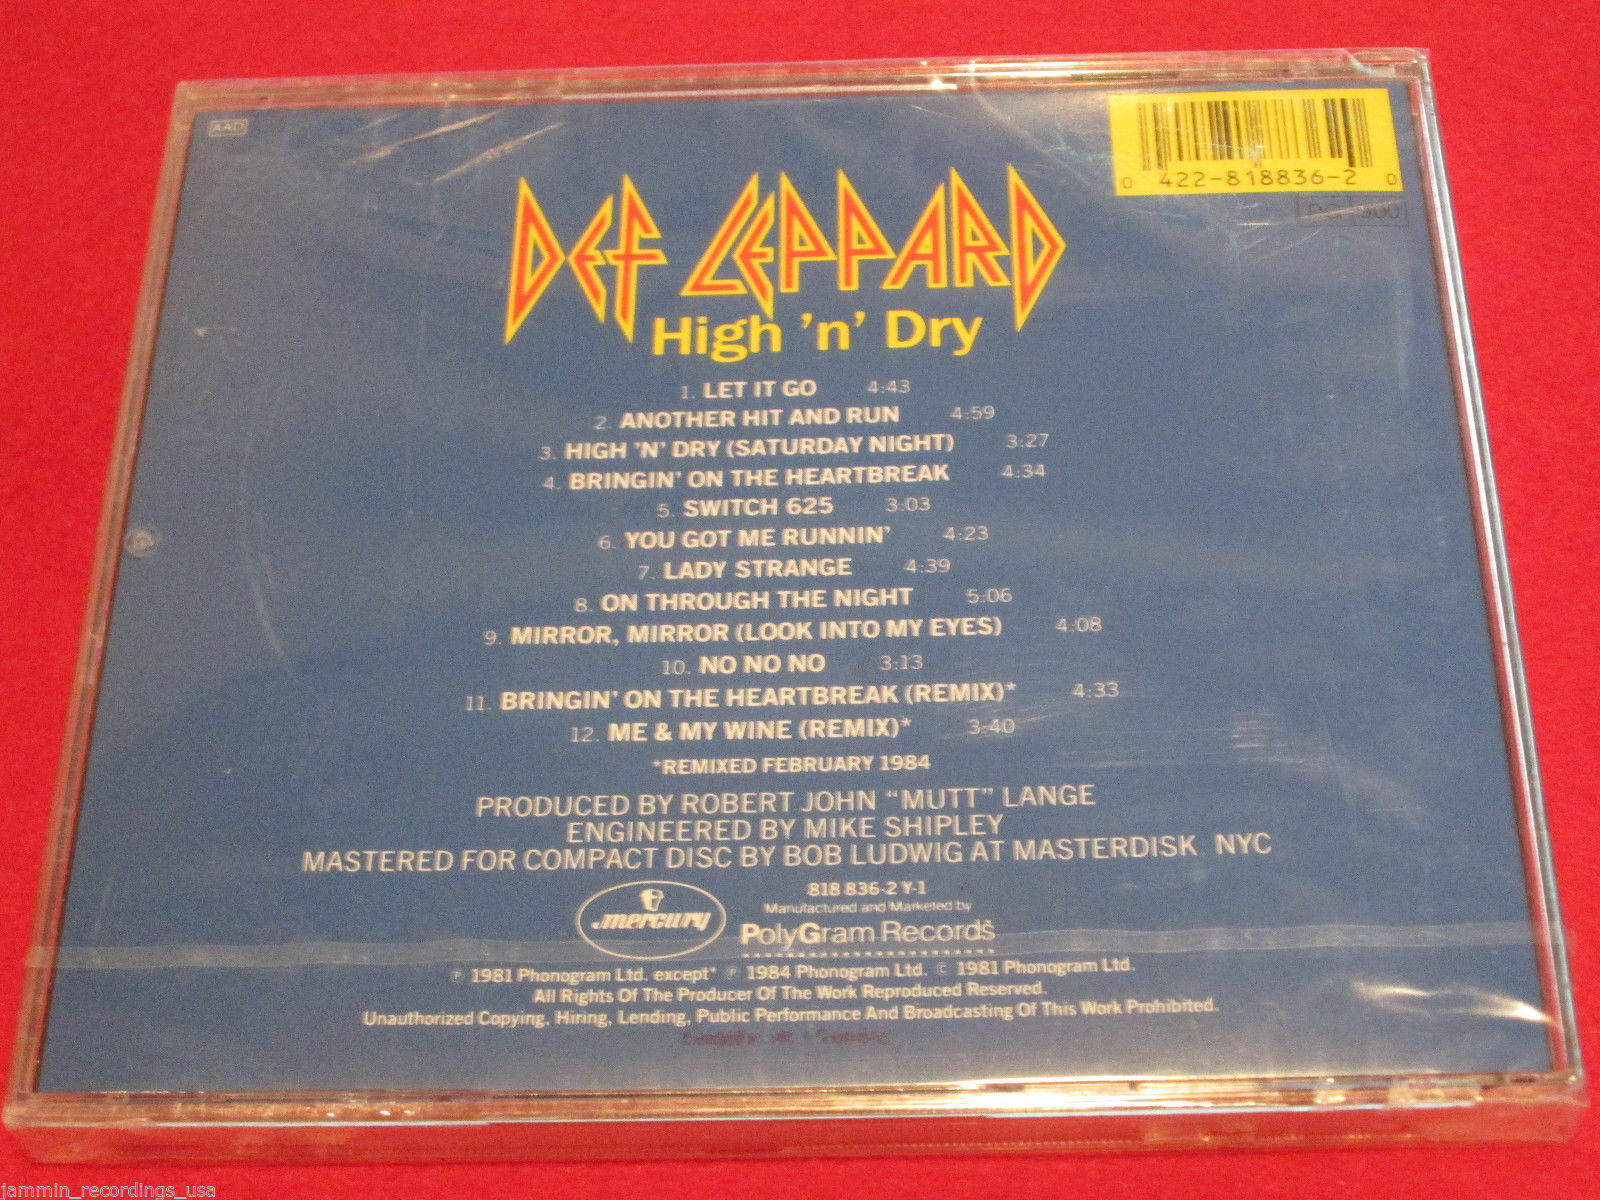 AAD
0 422-818836-2 0
DEF LEPPARD
High 'n' Dry
1. LET IT GO 4:43
2. ANOTHER HIT AND RUN 4:59
3. HIGH 'N' DRY (SATURDAY NIGHT) 3:27
4. BRINGIN' ON THE HEARTBREAK 4:34
5. SWITCH 625 3:03
6. YOU GOT ME RUNNIN' 4:23
7. LADY STRANGE 4:39
8. ON THROUGH THE NIGHT 5:06
9. MIRROR, MIRROR (LOOK INTO MY EYES) 4:08
10. NO NO NO 3:13
11. BRINGIN' ON THE HEARTBREAK (REMIX)* 4:33
12. ME & MY WINE (REMIX)* 3:40
*REMIXED FEBRUARY 1984
PRODUCED BY ROBERT JOHN “MUTT” LANGE
ENGINEERED BY MIKE SHIPLEY
MASTERED FOR COMPACT DISC BY BOB LUDWIG AT MASTERDISK NYC
mercury
818 836-2 Y-1
Manufactured and Marketed by
PolyGram Records
℗ 1981 Phonogram Ltd. except* ℗ 1984 Phonogram Ltd. © 1981 Phonogram Ltd.
All Rights Of The Producer Of The Work Reproduced Reserved.
Unauthorized Copying, Hiring, Lending, Public Performance And Broadcasting Of This Work Prohibited.
jammin_recordings_usa